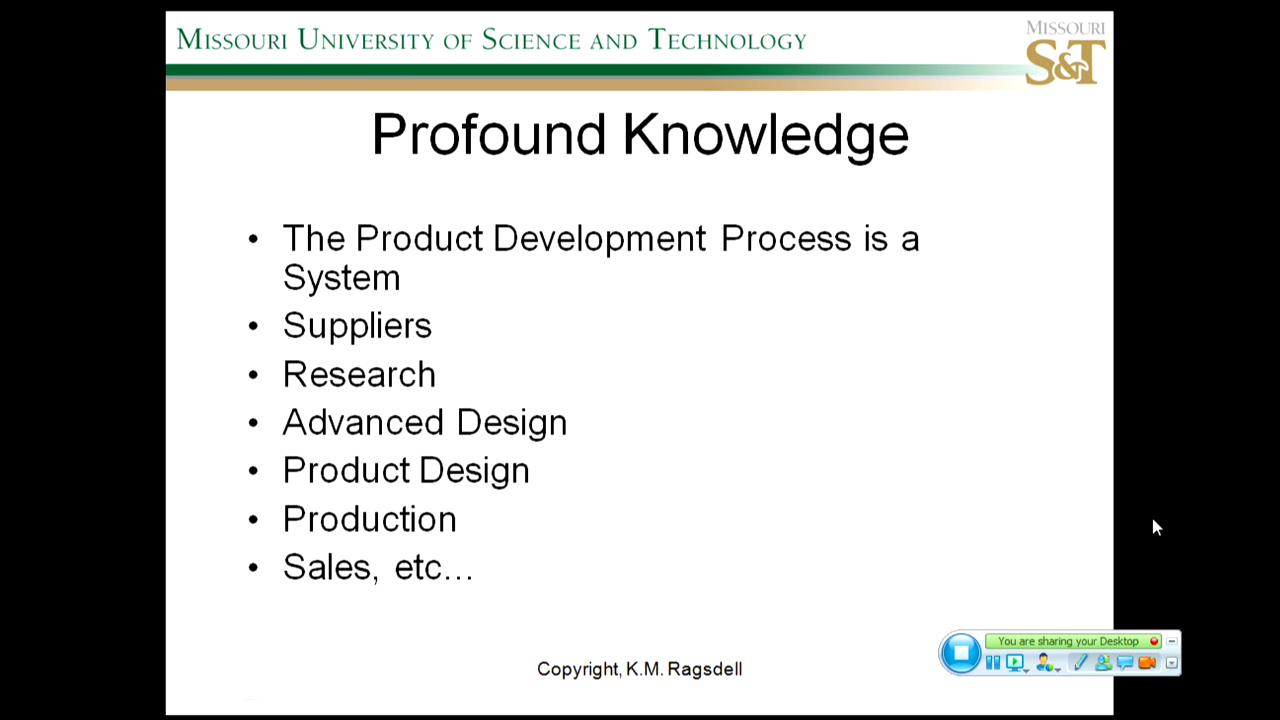 MISSOURI UNIVERSITY OF SCIENCE AND TECHNOLOGY
MISSOURI
S&T
Profound Knowledge
• The Product Development Process is a
System
• Suppliers
• Research
• Advanced Design
• Product Design
• Production
• Sales, etc...
You are sharing your Desktop
Copyright, K.M. Ragsdell